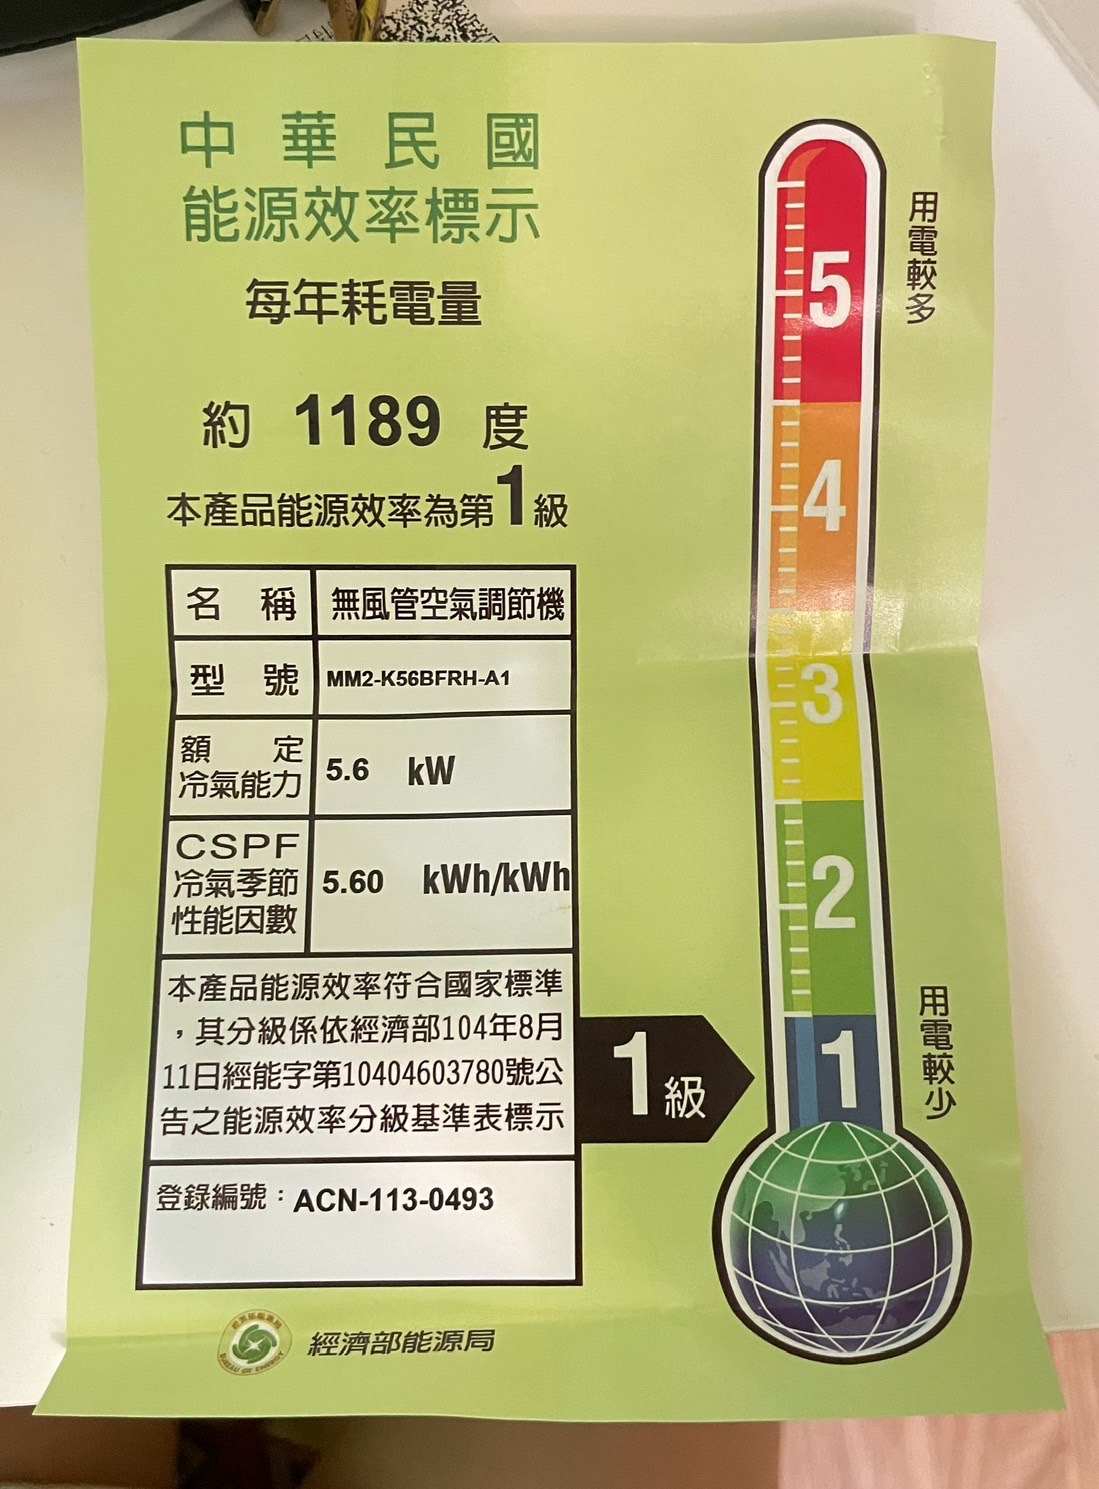 中華民國
能源效率標示
每年耗電量
約 1189 度
本產品能源效率為第1級
名稱 無風管空氣調節機
型號 MM2-K56BFRH-A1
額定
冷氣能力 5.6 kW
CSPF
冷氣季節
性能因數 5.60 kWh/kWh
本產品能源效率符合國家標準
，其分級係依經濟部104年8月
11日經能字第10404603780號公
告之能源效率分級基準表標示
登錄編號：ACN-113-0493
經濟部能源局
用電較多
5
4
3
2
1
用電較少
1級